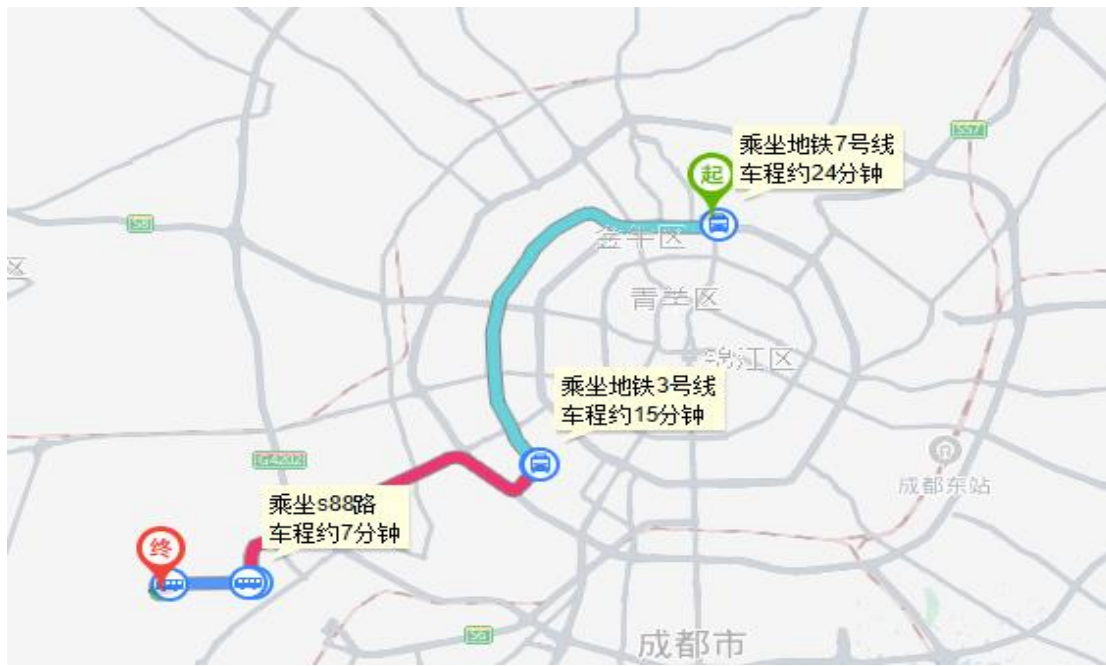 乘坐地铁7号线
车程约24分钟
起
S57
S8
区
金牛区
青羊区
锦江区
乘坐地铁3号线
车程约15分钟
G4202
成都东站
乘坐s88路
车程约7分钟
终
S6
成都市